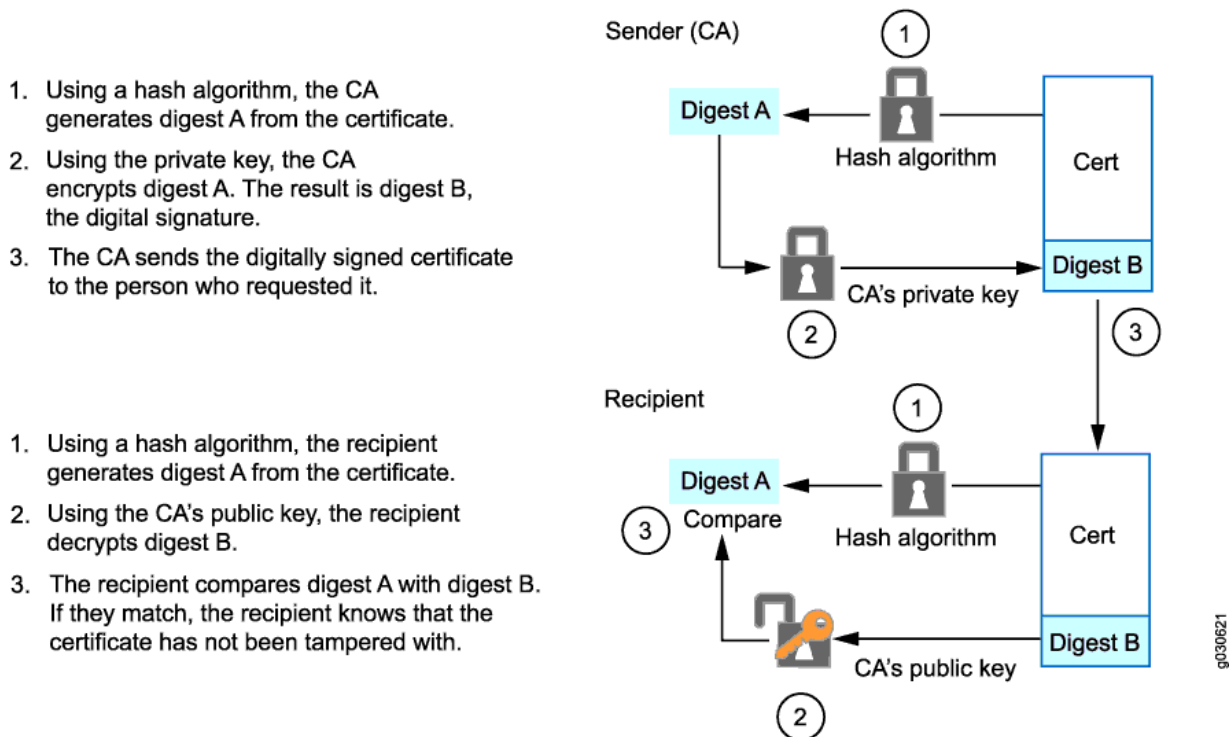 Sender (CA)
1
1. Using a hash algorithm, the CA
generates digest A from the certificate.
2. Using the private key, the CA
encrypts digest A. The result is digest B,
the digital signature.
3. The CA sends the digitally signed certificate
to the person who requested it.
Digest A
Hash algorithm
Cert
Digest B
CA's private key
2
3
Recipient
1
1. Using a hash algorithm, the recipient
generates digest A from the certificate.
2. Using the CA's public key, the recipient
decrypts digest B.
3. The recipient compares digest A with digest B.
If they match, the recipient knows that the
certificate has not been tampered with.
Digest A
3
Compare
Hash algorithm
Cert
Digest B
CA's public key
2
g030621